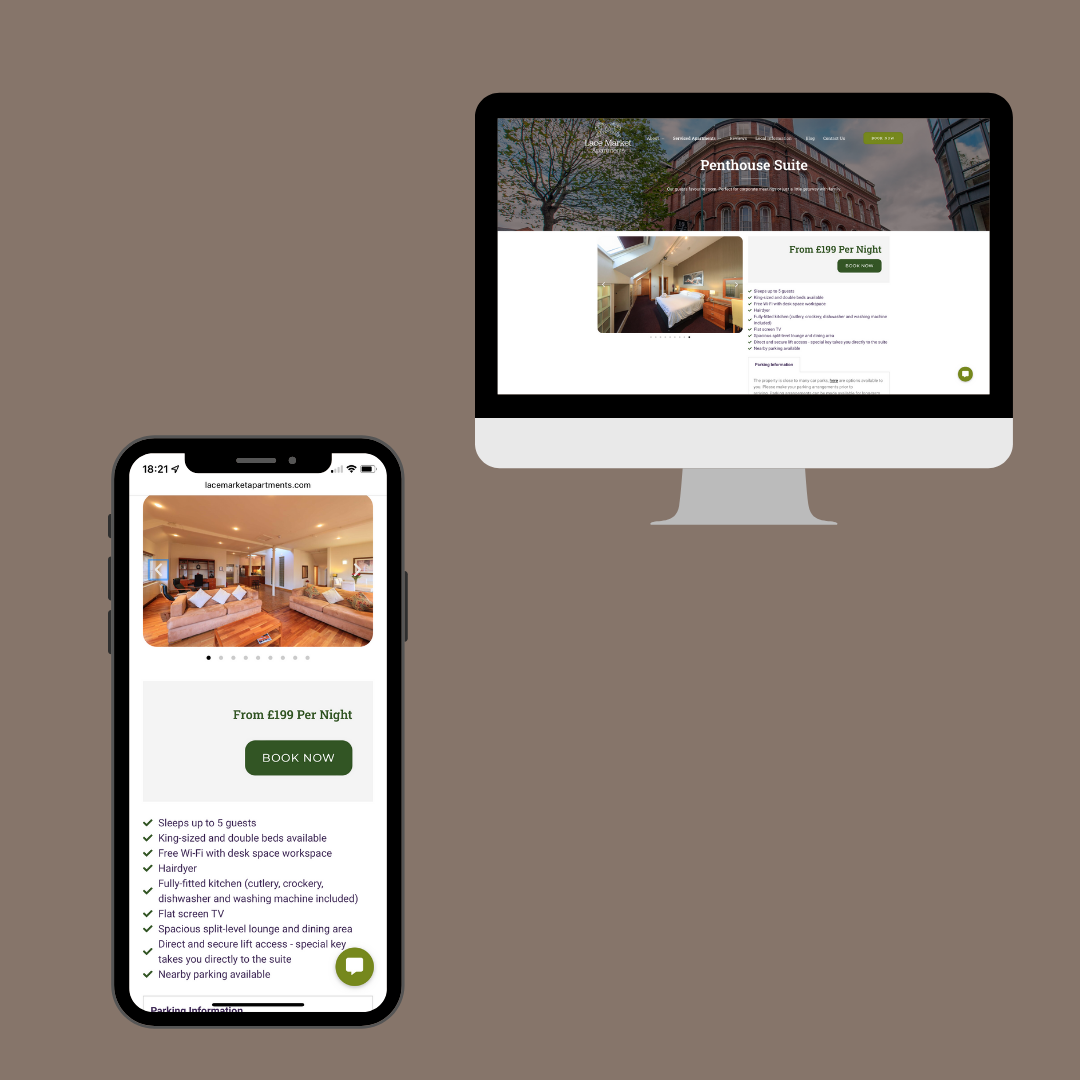 Lace Market
Apartments
About
Serviced Apartments
Reviews
Local Information
Blog
Contact Us
BOOK NOW
Penthouse Suite
Our guests favourite room. Perfect for corporate meetings or just a little getaway with family.
From £199 Per Night
BOOK NOW
Sleeps up to 5 guests
King-sized and double beds available
Free Wi-Fi with desk space workspace
Hairdyer
Fully-fitted kitchen (cutlery, crockery, dishwasher and washing machine
included)
Flat screen TV
Spacious split-level lounge and dining area
Direct and secure lift access - special key takes you directly to the suite
Nearby parking available
Parking Information
The property is close to many car parks, here are options available to
you. Please make your parking arrangements prior to
18:21
lacemarketapartments.com
From £199 Per Night
BOOK NOW
Sleeps up to 5 guests
King-sized and double beds available
Free Wi-Fi with desk space workspace
Hairdyer
Fully-fitted kitchen (cutlery, crockery,
dishwasher and washing machine included)
Flat screen TV
Spacious split-level lounge and dining area
Direct and secure lift access - special key
takes you directly to the suite
Nearby parking available
Parking Information